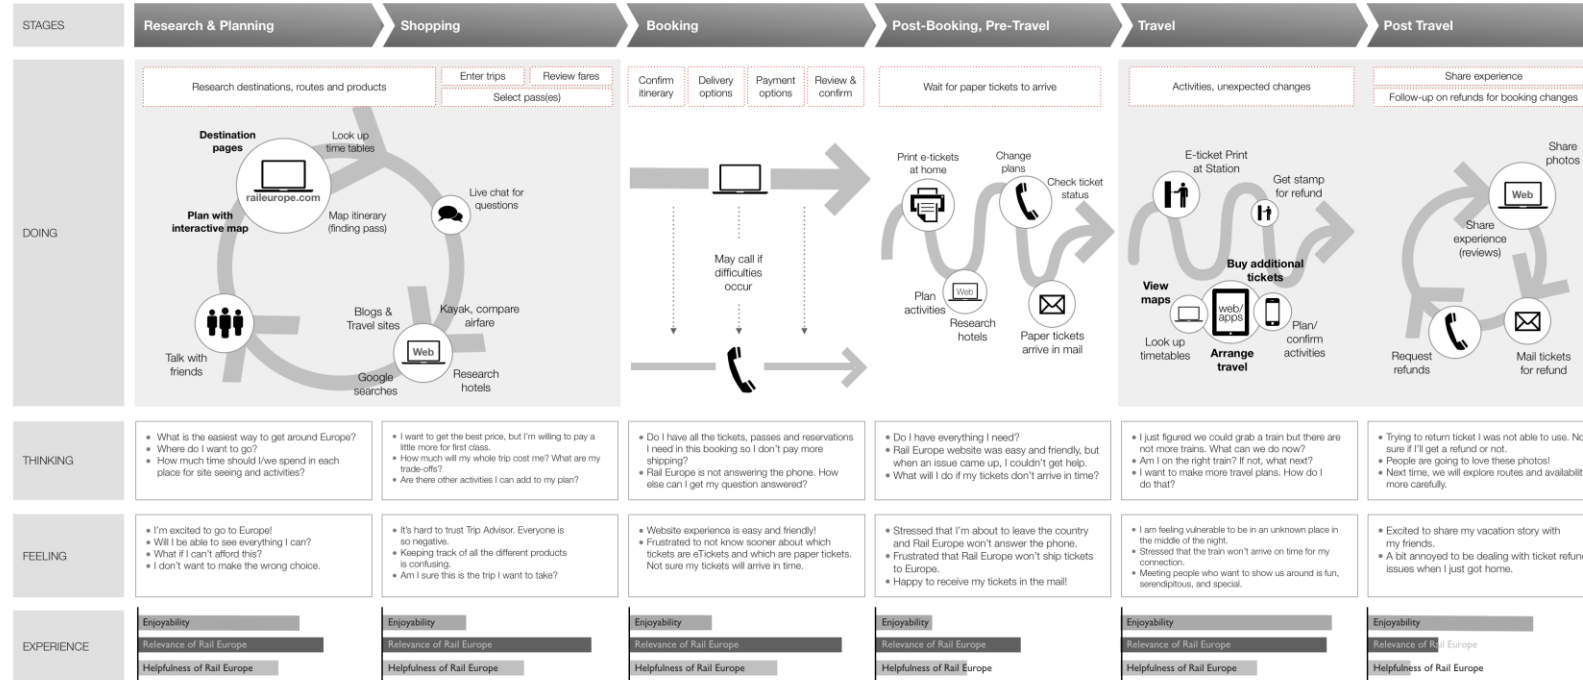 STAGES
Research & Planning
Shopping
Booking
Post-Booking, Pre-Travel
Travel
Post Travel
DOING
Research destinations, routes and products
Enter trips
Review fares
Select pass(es)
Confirm
itinerary
Delivery
options
Payment
options
Review &
confirm
Wait for paper tickets to arrive
Activities, unexpected changes
Share experience
Follow-up on refunds for booking changes
Destination
pages
Look up
time tables
raileurope.com
Plan with
interactive map
Map itinerary
(finding pass)
Live chat for
questions
Talk with
friends
Blogs &
Travel sites
Kayak, compare
airfare
Web
Google
searches
Research
hotels
May call if
difficulties
occur
Print e-tickets
at home
Change
plans
Check ticket
status
Plan
activities
Web
Research
hotels
Paper tickets
arrive in mail
E-ticket Print
at Station
Get stamp
for refund
Buy additional
tickets
View
maps
web/
apps
Look up
timetables
Arrange
travel
Plan/
confirm
activities
Share
photos
Web
Share
experience
(reviews)
Request
refunds
Mail tickets
for refund
THINKING
• What is the easiest way to get around Europe?
• Where do I want to go?
• How much time should I/we spend in each
place for site seeing and activities?
• I want to get the best price, but I'm willing to pay a
little more for first class.
• How much will my whole trip cost me? What are my
trade-offs?
• Are there other activities I can add to my plan?
• Do I have all the tickets, passes and reservations
I need in this booking so I don't pay more
shipping?
• Rail Europe is not answering the phone. How
else can I get my question answered?
• Do I have everything I need?
• Rail Europe website was easy and friendly, but
when an issue came up, I couldn't get help.
• What will I do if my tickets don't arrive in time?
• I just figured we could grab a train but there are
not more trains. What can we do now?
• Am I on the right train? If not, what next?
• I want to make more travel plans. How do I
do that?
• Trying to return ticket I was not able to use. No
sure if I'll get a refund or not.
• People are going to love these photos!
• Next time, we will explore routes and availabilit
more carefully.
FEELING
• I'm excited to go to Europe!
• Will I be able to see everything I can?
• What if I can't afford this?
• I don't want to make the wrong choice.
• It's hard to trust Trip Advisor. Everyone is
so negative.
• Keeping track of all the different products
is confusing.
• Am I sure this is the trip I want to take?
• Website experience is easy and friendly!
• Frustrated to not know sooner about which
tickets are eTickets and which are paper tickets.
Not sure my tickets will arrive in time.
• Stressed that I'm about to leave the country
and Rail Europe won't answer the phone.
• Frustrated that Rail Europe won't ship tickets
to Europe.
• Happy to receive my tickets in the mail!
• I am feeling vulnerable to be in an unknown place in
the middle of the night.
• Stressed that the train won't arrive on time for my
connection.
• Meeting people who want to show us around is fun,
serendipitous, and special.
• Excited to share my vacation story with
my friends.
• A bit annoyed to be dealing with ticket refun
issues when I just got home.
EXPERIENCE
Enjoyability
Relevance of Rail Europe
Helpfulness of Rail Europe
Enjoyability
Relevance of Rail Europe
Helpfulness of Rail Europe
Enjoyability
Relevance of Rail Europe
Helpfulness of Rail Europe
Enjoyability
Relevance of Rail Europe
Helpfulness of Rail Europe
Enjoyability
Relevance of Rail Europe
Helpfulness of Rail Europe
Enjoyability
Relevance of Rail Europe
Helpfulness of Rail Europe